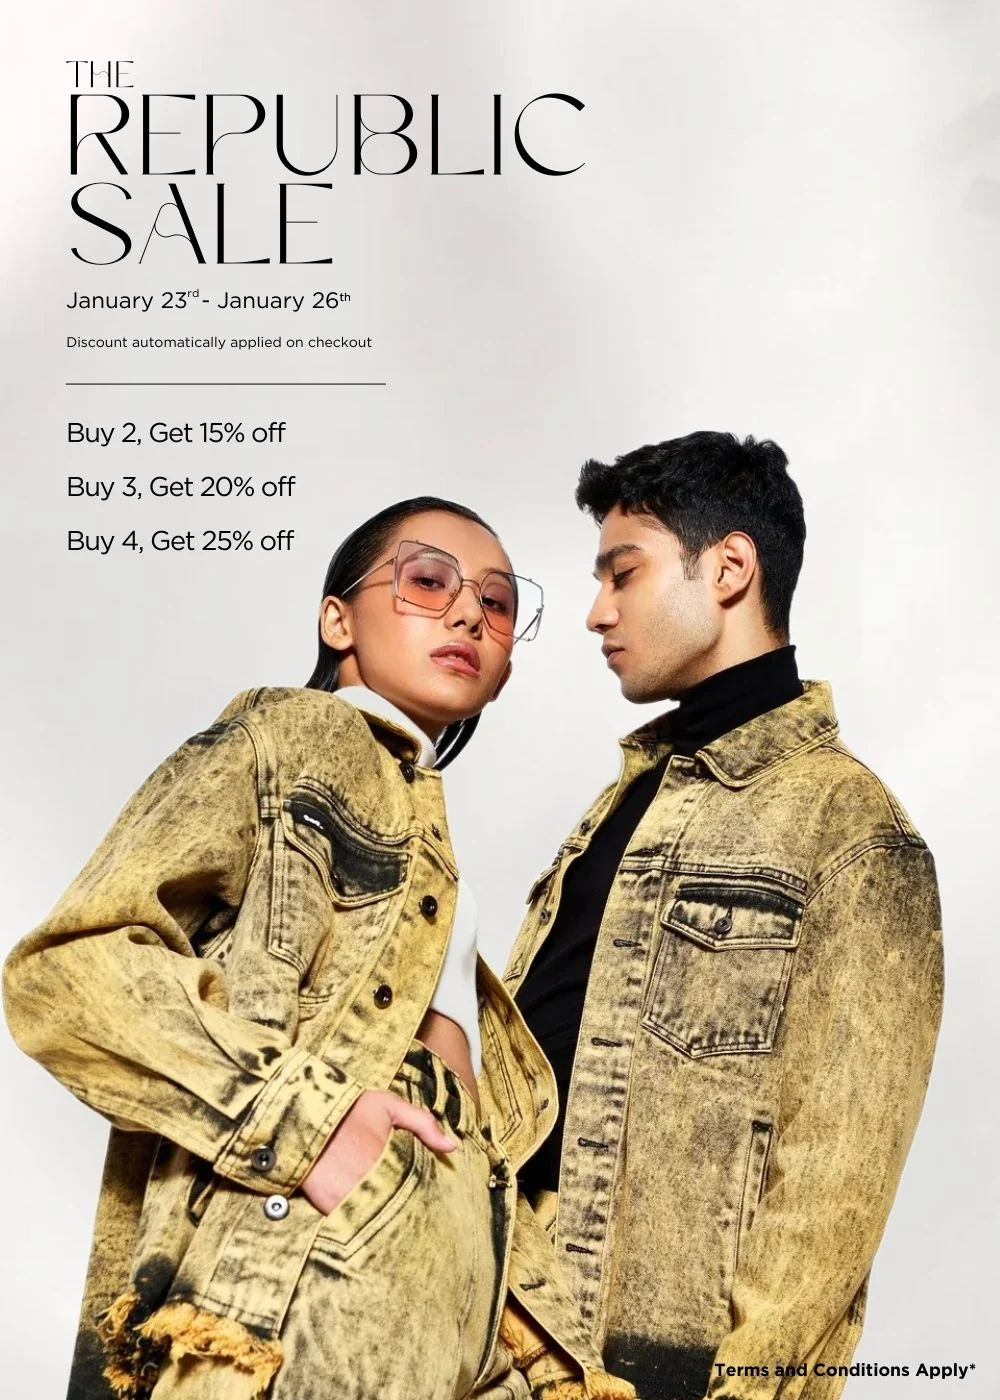 THE
REPUBLIC
SALE
January 23rd - January 26th
Discount automatically applied on checkout
Buy 2, Get 15% off
Buy 3, Get 20% off
Buy 4, Get 25% off
Terms and Conditions Apply*